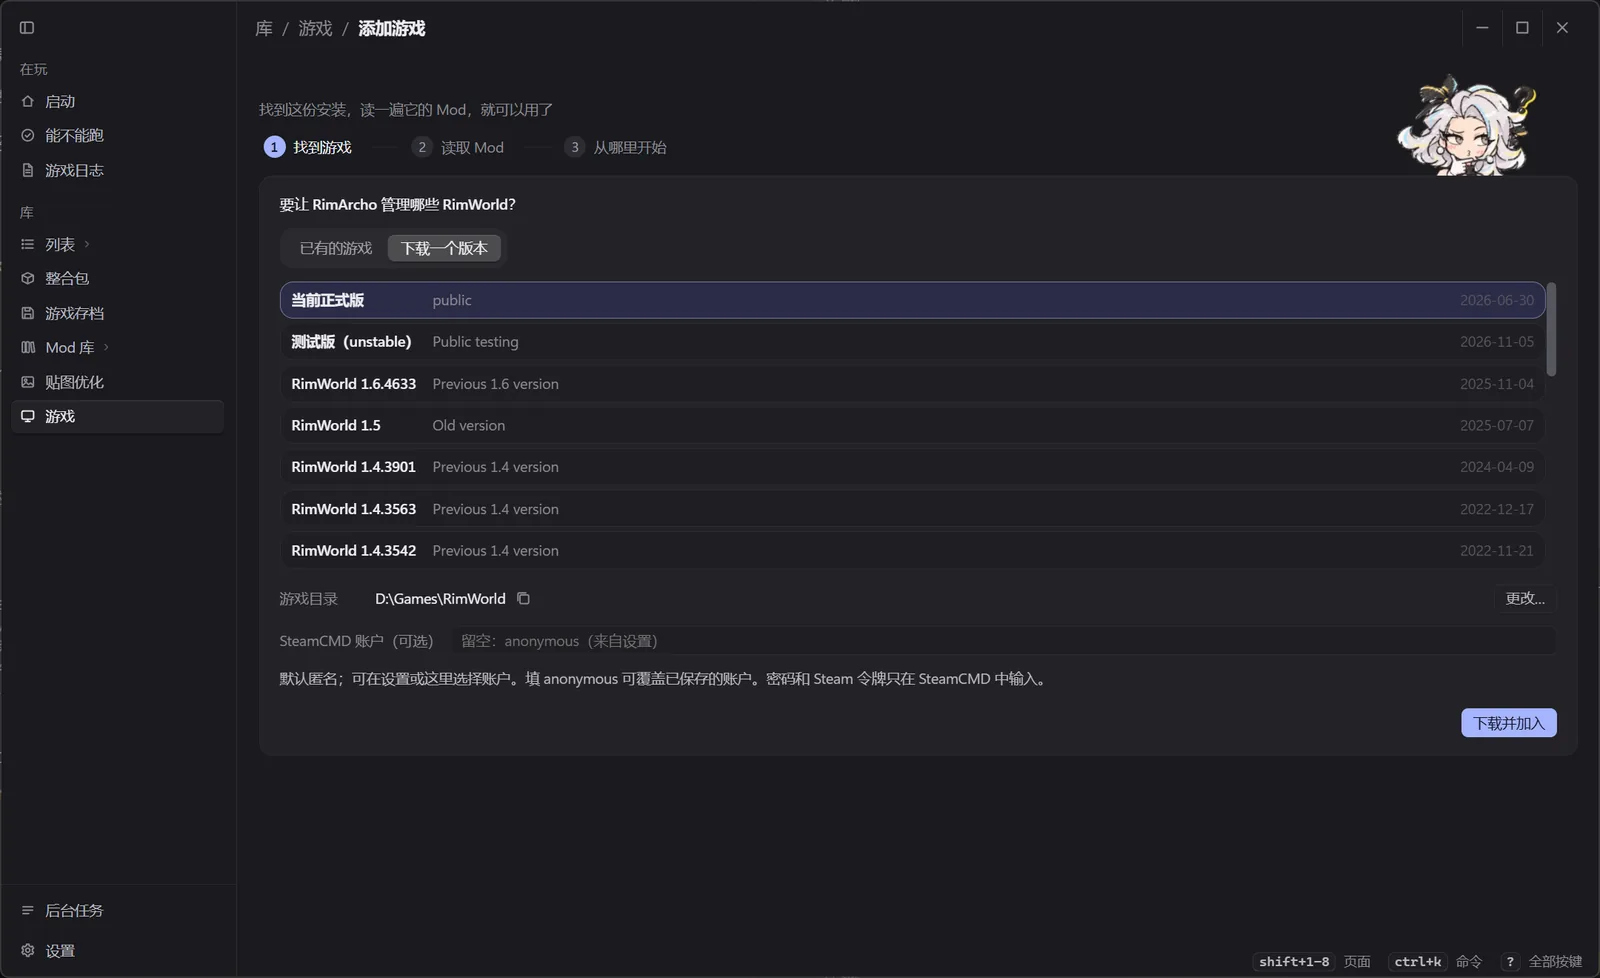 库 / 游戏 / 添加游戏
在玩
启动
能不能跑
游戏日志
库
列表
整合包
游戏存档
Mod 库
贴图优化
游戏
后台任务
设置
找到这份安装，读一遍它的 Mod，就可以用了
1 找到游戏 2 读取 Mod 3 从哪里开始
要让 RimArcho 管理哪些 RimWorld？
已有的游戏 下载一个版本
当前正式版 public 2026-06-30
测试版（unstable） Public testing 2026-11-05
RimWorld 1.6.4633 Previous 1.6 version 2025-11-04
RimWorld 1.5 Old version 2025-07-07
RimWorld 1.4.3901 Previous 1.4 version 2024-04-09
RimWorld 1.4.3563 Previous 1.4 version 2022-12-17
RimWorld 1.4.3542 Previous 1.4 version 2022-11-21
游戏目录 D:\Games\RimWorld 更改...
SteamCMD 账户（可选） 留空：anonymous（来自设置）
默认匿名；可在设置或这里选择账户。填 anonymous 可覆盖已保存的账户。密码和 Steam 令牌只在 SteamCMD 中输入。
下载并加入
shift+1-8 页面 ctrl+k 命令 ? 全部按键